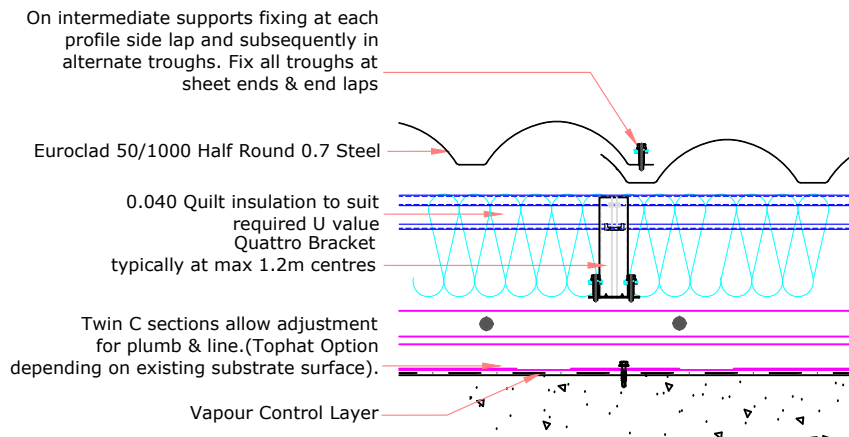 On intermediate supports fixing at each
profile side lap and subsequently in
alternate troughs. Fix all troughs at
sheet ends & end laps
Euroclad 50/1000 Half Round 0.7 Steel
0.040 Quilt insulation to suit
required U value
Quattro Bracket
typically at max 1.2m centres
Twin C sections allow adjustment
for plumb & line.(Tophat Option
depending on existing substrate surface).
Vapour Control Layer